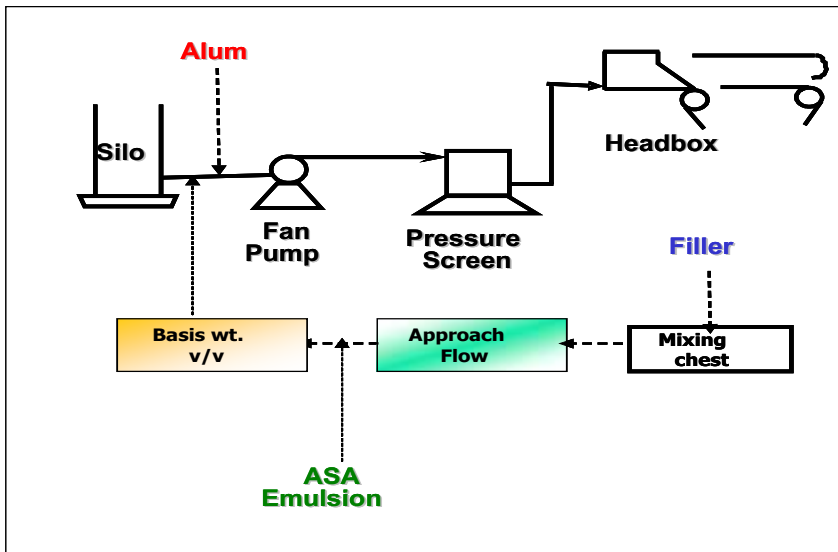 Alum
Silo
Headbox
Fan
Pump
Pressure
Screen
Filler
Basis wt.
v/v
Approach
Flow
Mixing
chest
ASA
Emulsion